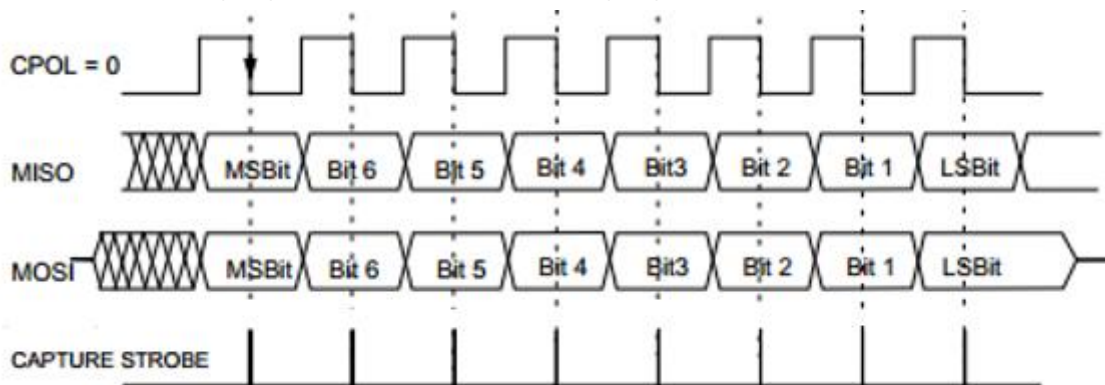 CPOL = 0
MISO MSBit Bit 6 Bit 5 Bit 4 Bit3 Bit 2 Bit 1 LSBit
MOSI MSBit Bit 6 Bit 5 Bit 4 Bit3 Bit 2 Bit 1 LSBit
CAPTURE STROBE